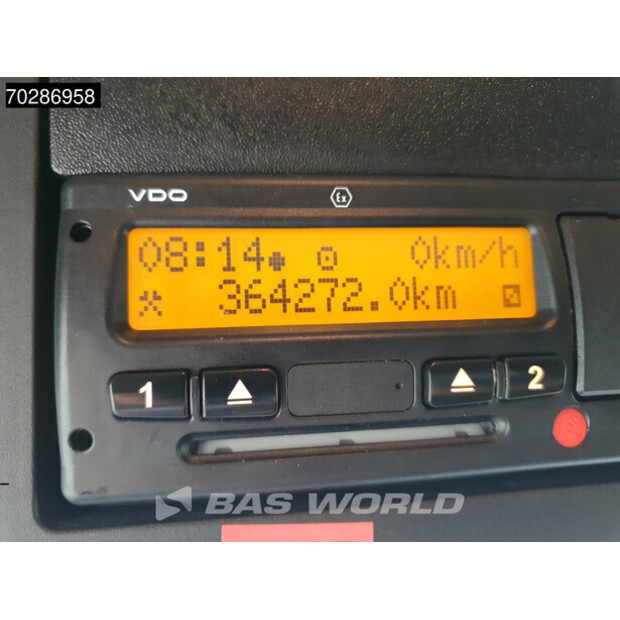 70286958
VDO
Ex
08:14 0km/h
364272.0km
1
2
BAS WORLD